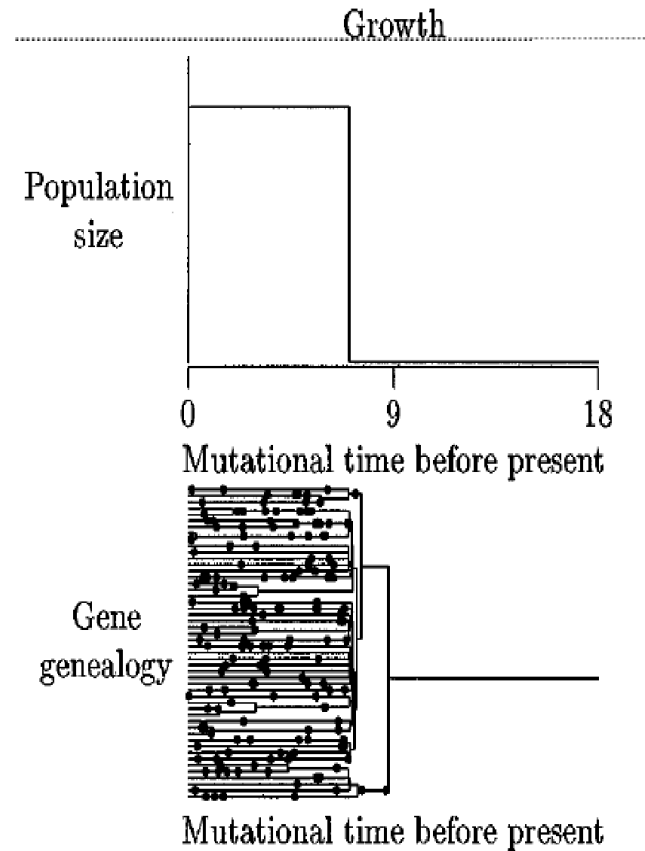 Growth
Population
size
0 9 18
Mutational time before present
Gene
genealogy
Mutational time before present